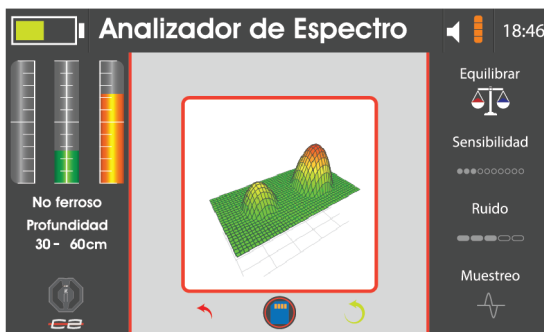 Analizador de Espectro
18:46
No ferroso
Profundidad
30 - 60cm
Equilibrar
Sensibilidad
Ruido
Muestreo